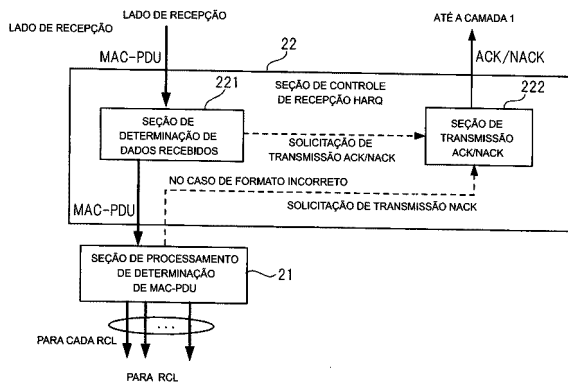 LADO DE RECEPÇÃO
LADO DE RECEPÇÃO
ATÉ A CAMADA 1
MAC-PDU
22
ACK/NACK
SEÇÃO DE CONTROLE
DE RECEPÇÃO HARQ
221
222
SEÇÃO DE
DETERMINAÇÃO DE
DADOS RECEBIDOS
SEÇÃO DE
TRANSMISSÃO
ACK/NACK
SOLICITAÇÃO DE
TRANSMISSÃO ACK/NACK
NO CASO DE FORMATO INCORRETO
SOLICITAÇÃO DE TRANSMISSÃO NACK
MAC-PDU
SEÇÃO DE PROCESSAMENTO
DE DETERMINAÇÃO
DE MAC-PDU
21
...
PARA CADA RCL
PARA RCL